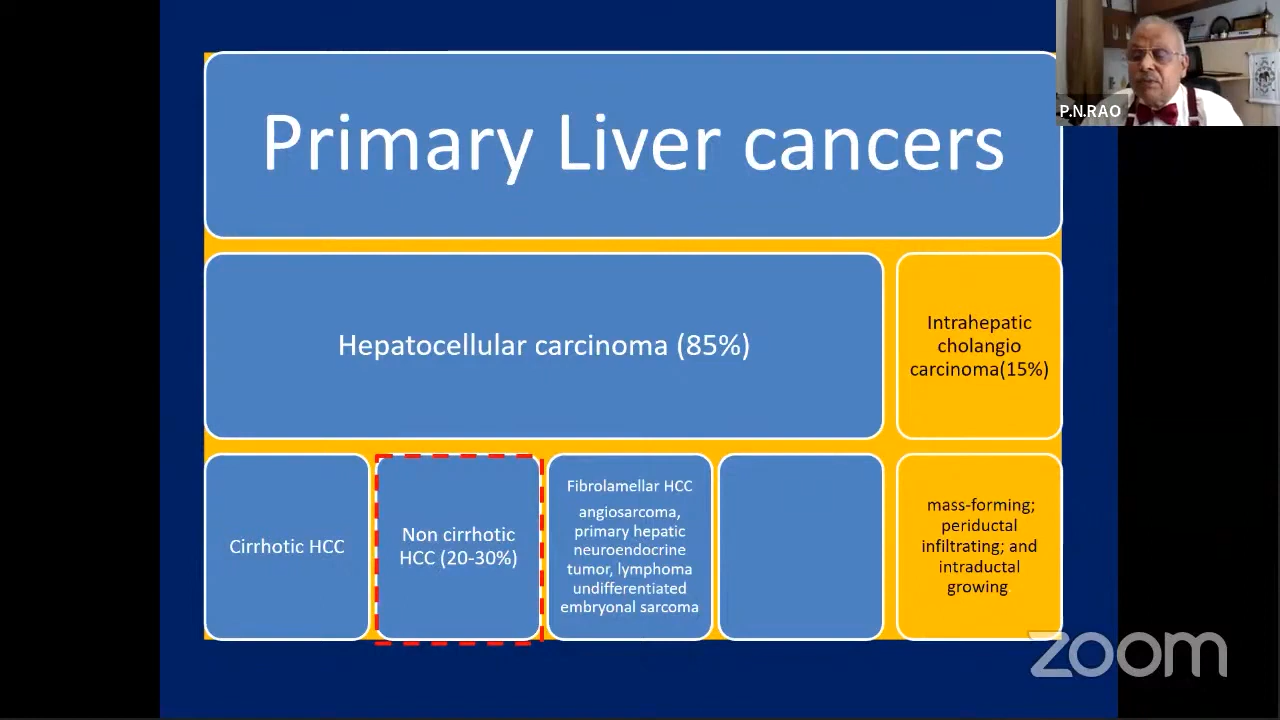 P.N.RAO
Primary Liver cancers
Hepatocellular carcinoma (85%)
Intrahepatic
cholangio
carcinoma(15%)
Cirrhotic HCC
Non cirrhotic
HCC (20-30%)
Fibrolamellar HCC
angiosarcoma,
primary hepatic
neuroendocrine
tumor, lymphoma
undifferentiated
embryonal sarcoma
mass-forming;
periductal
infiltrating; and
intraductal
growing
zoom